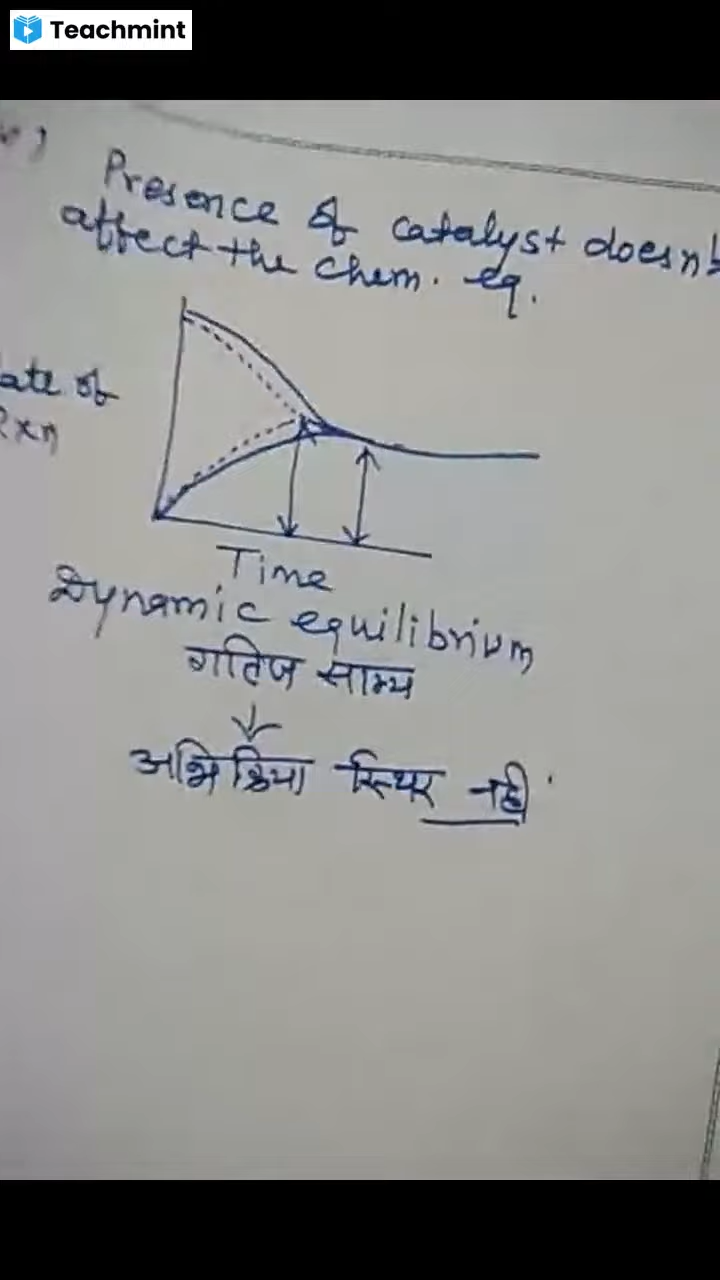 Teachmint
Presence of catalyst doesn't
affect the chem. eq.
ate of
Rxn
Time
Dynamic equilibrium
गतिज साम्य
अभिक्रिया स्थिर नहीं